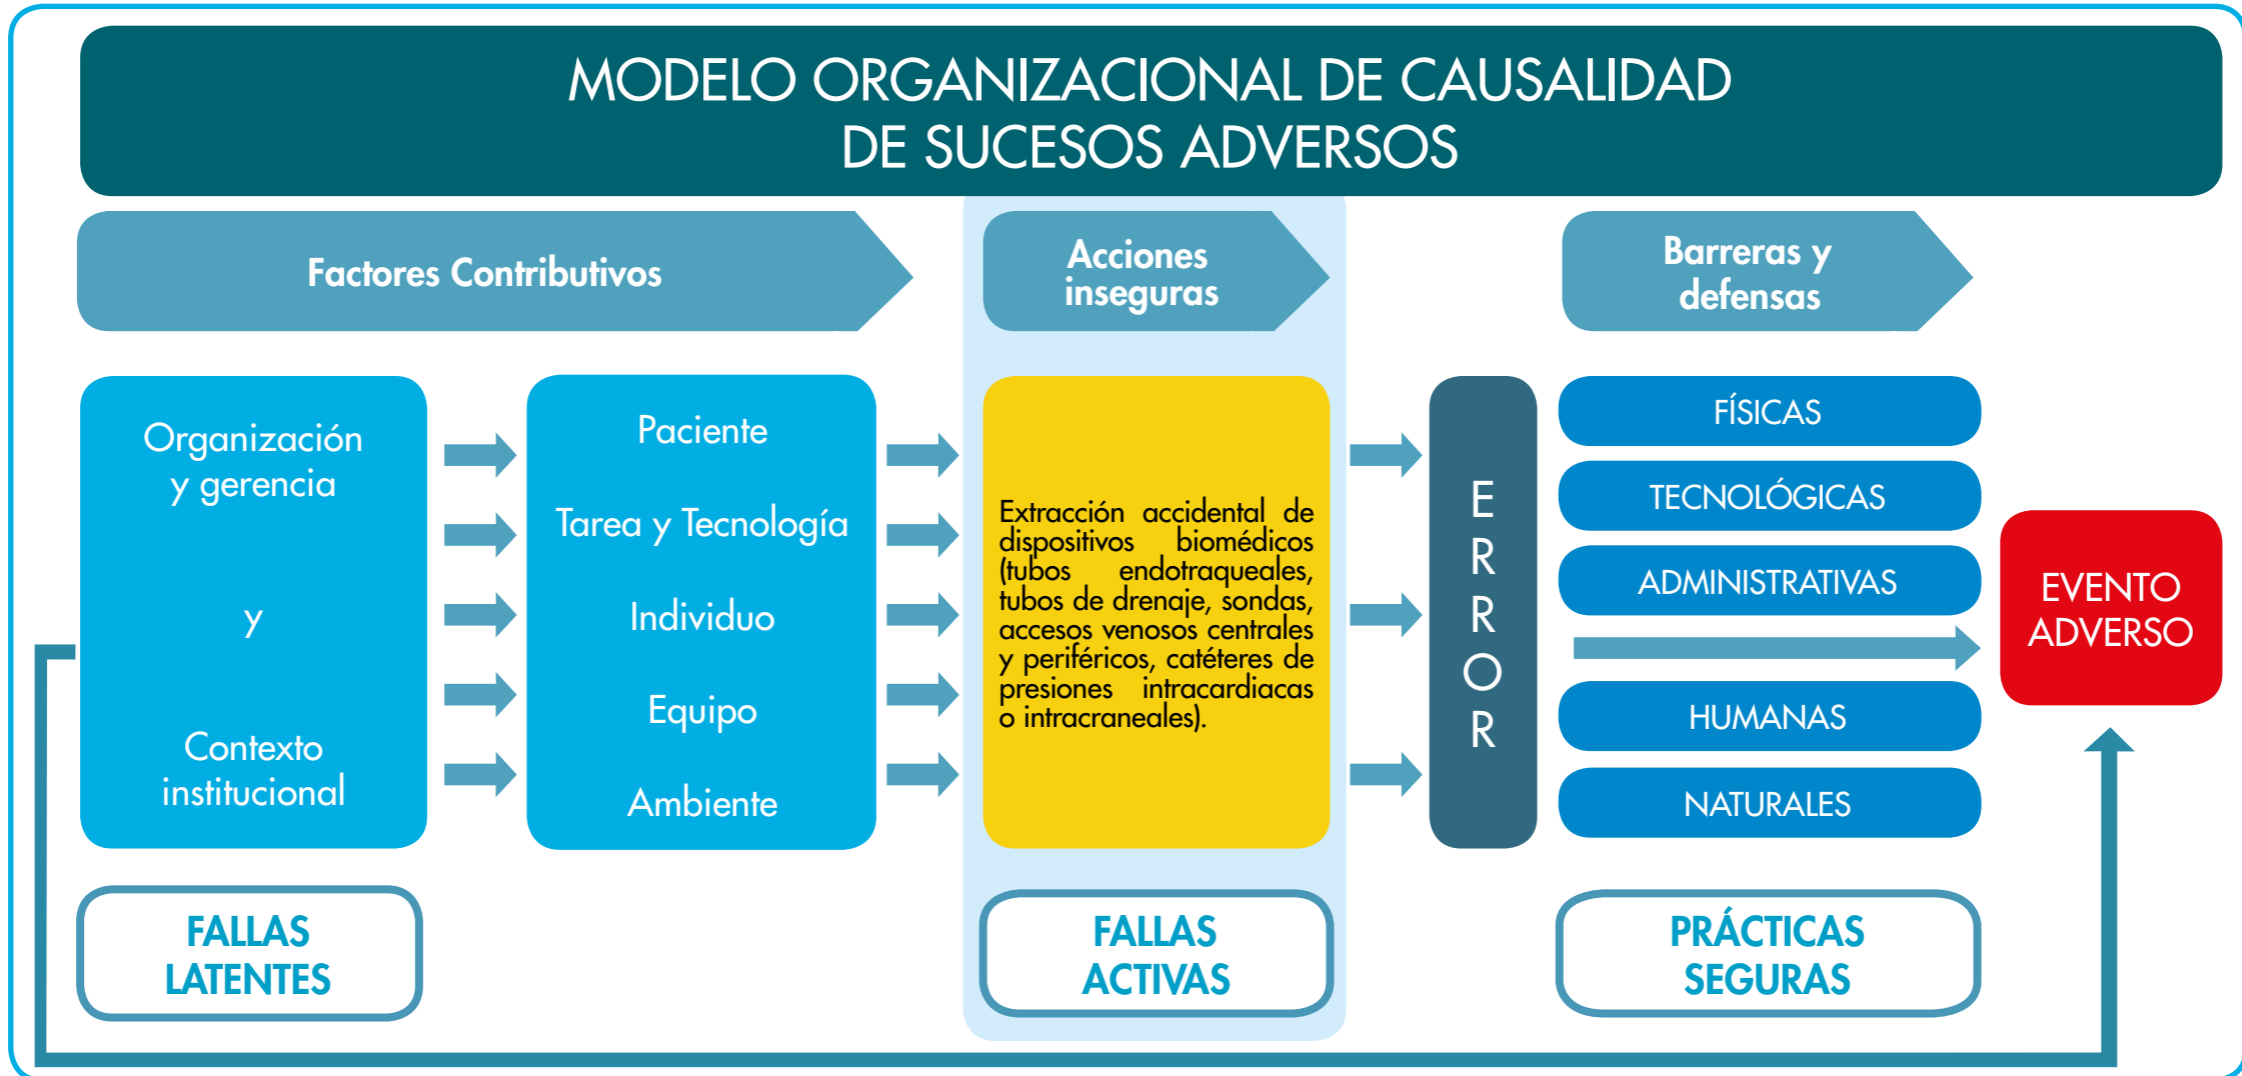 MODELO ORGANIZACIONAL DE CAUSALIDAD
DE SUCESOS ADVERSOS
Factores Contributivos
Acciones
inseguras
Barreras y
defensas
Organización
y gerencia
y
Contexto
institucional
Paciente
Tarea y Tecnología
Individuo
Equipo
Ambiente
Extracción accidental de
dispositivos biomédicos
(tubos endotraqueales,
tubos de drenaje, sondas,
accesos venosos centrales
y periféricos, catéteres de
presiones intracardiacas
o intracraneales).
E
R
R
O
R
FÍSICAS
TECNOLÓGICAS
ADMINISTRATIVAS
HUMANAS
NATURALES
EVENTO
ADVERSO
FALLAS
LATENTES
FALLAS
ACTIVAS
PRÁCTICAS
SEGURAS